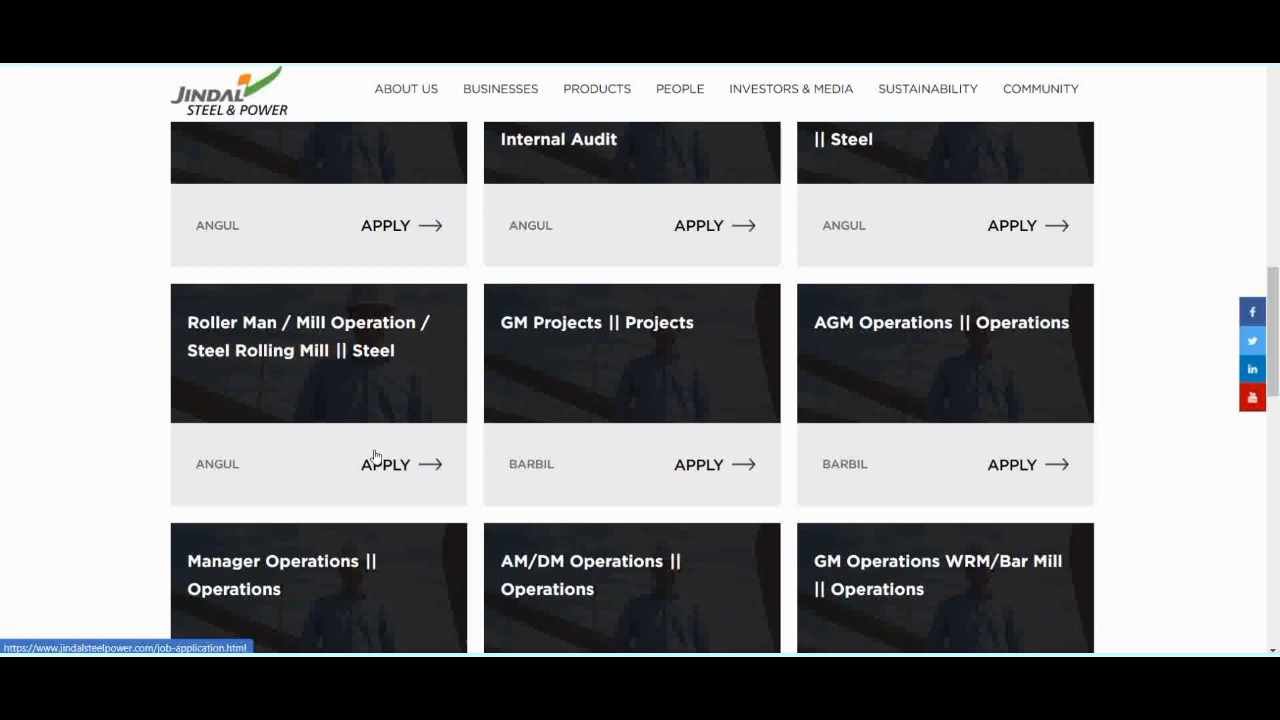 JINDAL
STEEL & POWER
ABOUT US
BUSINESSES
PRODUCTS
PEOPLE
INVESTORS & MEDIA
SUSTAINABILITY
COMMUNITY
Internal Audit
|| Steel
ANGUL
APPLY
ANGUL
APPLY
ANGUL
APPLY
Roller Man / Mill Operation /
Steel Rolling Mill || Steel
GM Projects || Projects
AGM Operations || Operations
ANGUL
APPLY
BARBIL
APPLY
BARBIL
APPLY
Manager Operations ||
Operations
AM/DM Operations ||
Operations
GM Operations WRM/Bar Mill
|| Operations
https://www.jindalsteelpower.com/job-application.html